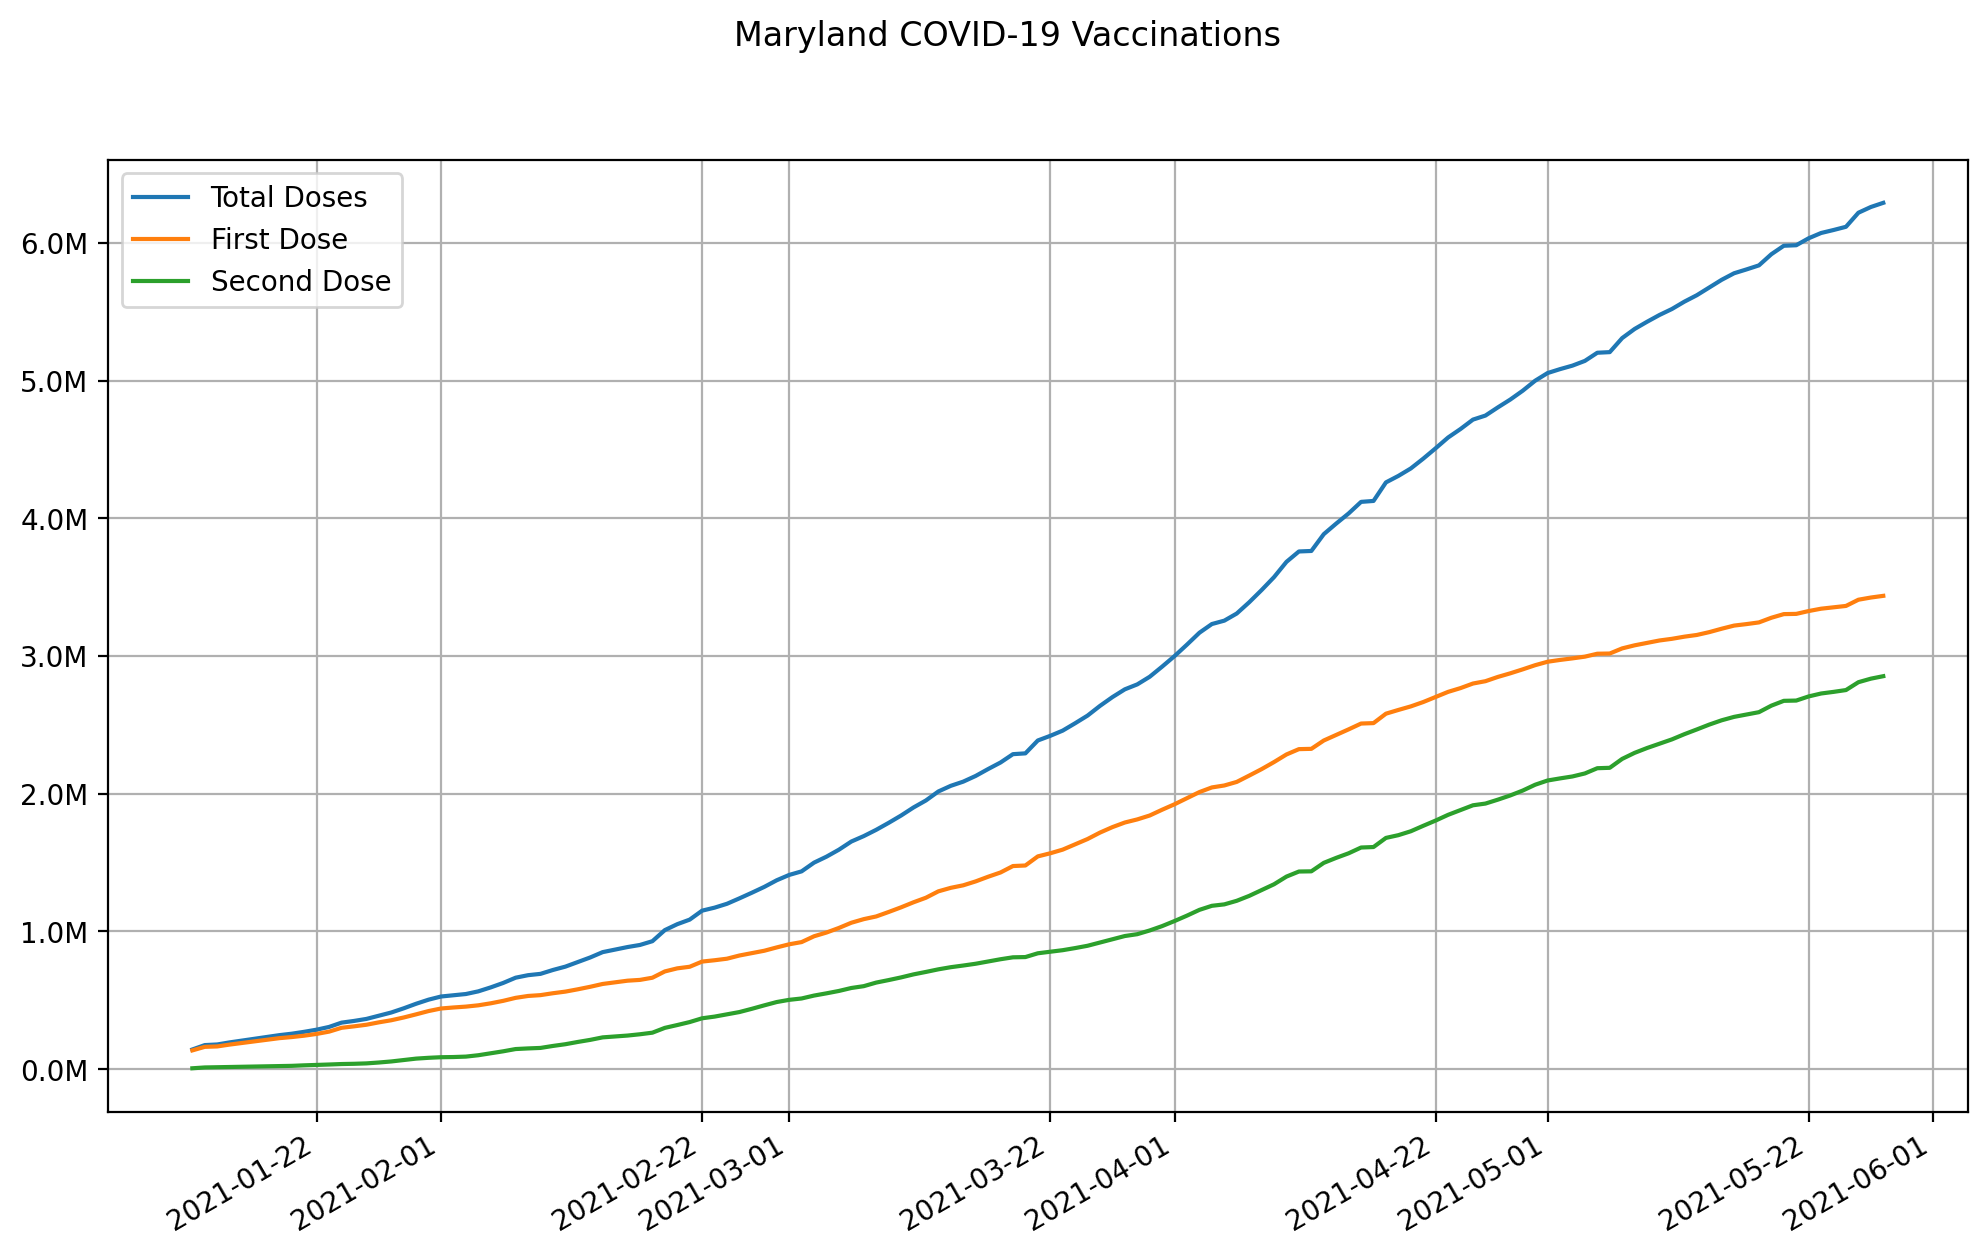 Maryland COVID-19 Vaccinations
Total Doses
First Dose
Second Dose
6.0M
5.0M
4.0M
3.0M
2.0M
1.0M
0.0M
2021-01-22
2021-02-01
2021-02-22
2021-03-01
2021-03-22
2021-04-01
2021-04-22
2021-05-01
2021-05-22
2021-06-01